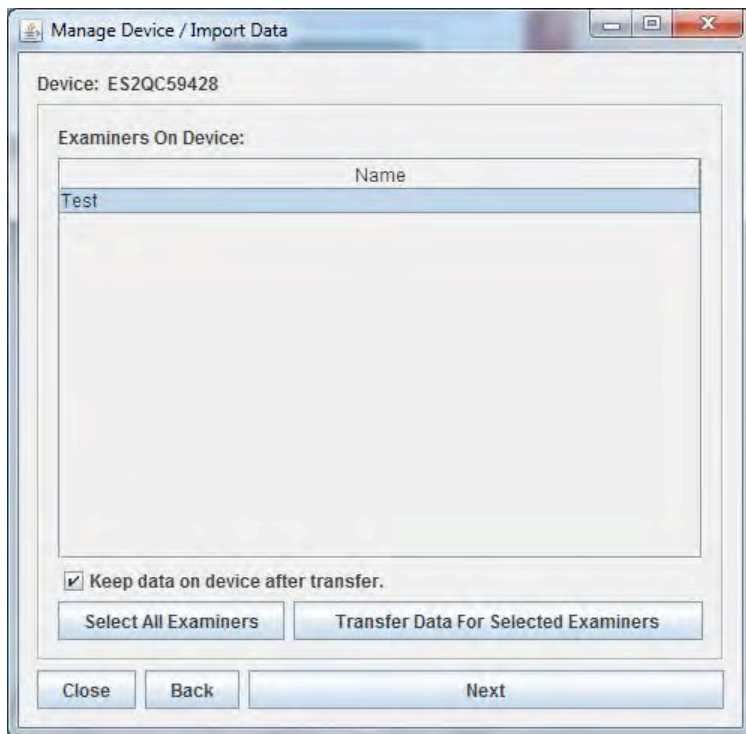 Manage Device / Import Data
Device: ES2QC59428
Examiners On Device:
Name
Test
Keep data on device after transfer.
Select All Examiners Transfer Data For Selected Examiners
Close Back Next